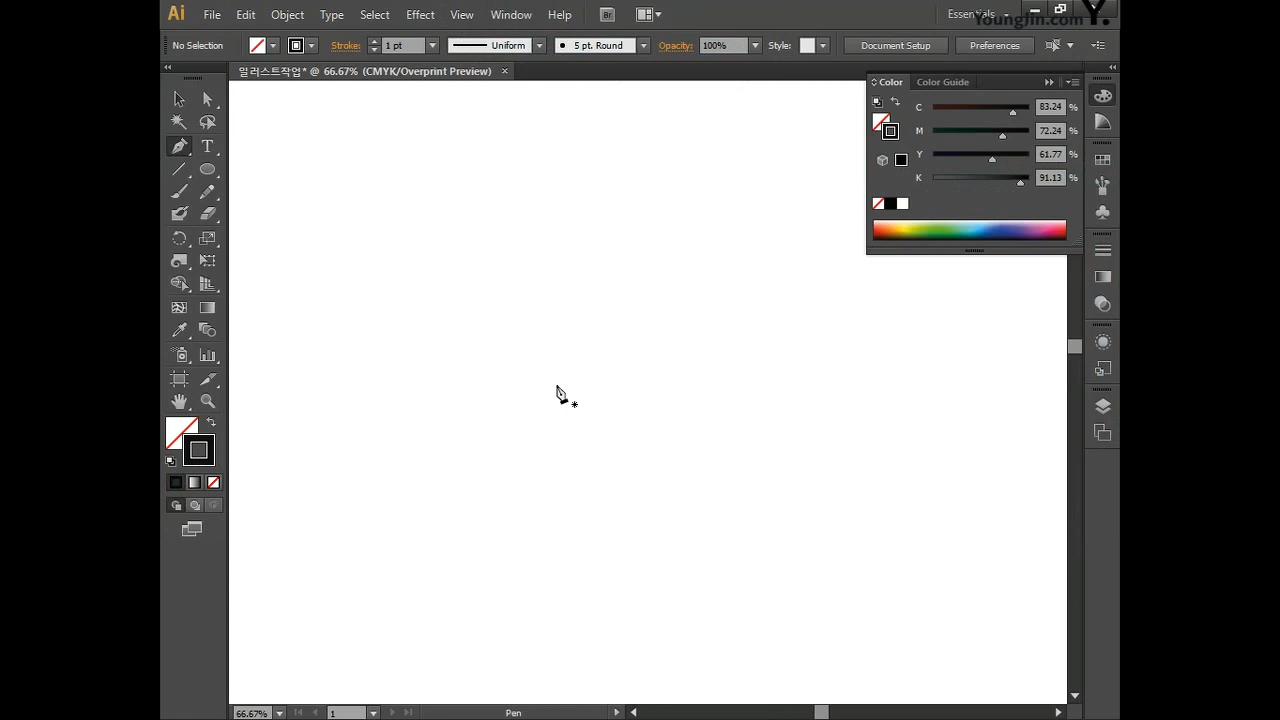 Ai File Edit Object Type Select Effect View Window Help Br Essentials
Younglin.com Y.
No Selection Stroke: 1 pt Uniform 5 pt. Round Opacity: 100% Style: Document Setup Preferences
일러스트작업* @ 66.67% (CMYK/Overprint Preview) ×
Color Color Guide
C 83.24 %
M 72.24 %
Y 61.77 %
K 91.13 %
T
66.67% 1 Pen